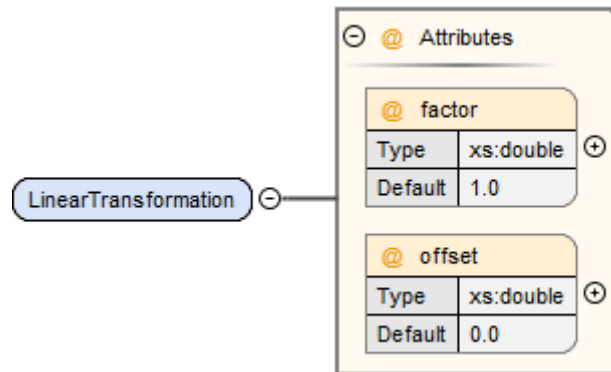 @ Attributes
@ factor
Type xs:double
Default 1.0
LinearTransformation
@ offset
Type xs:double
Default 0.0